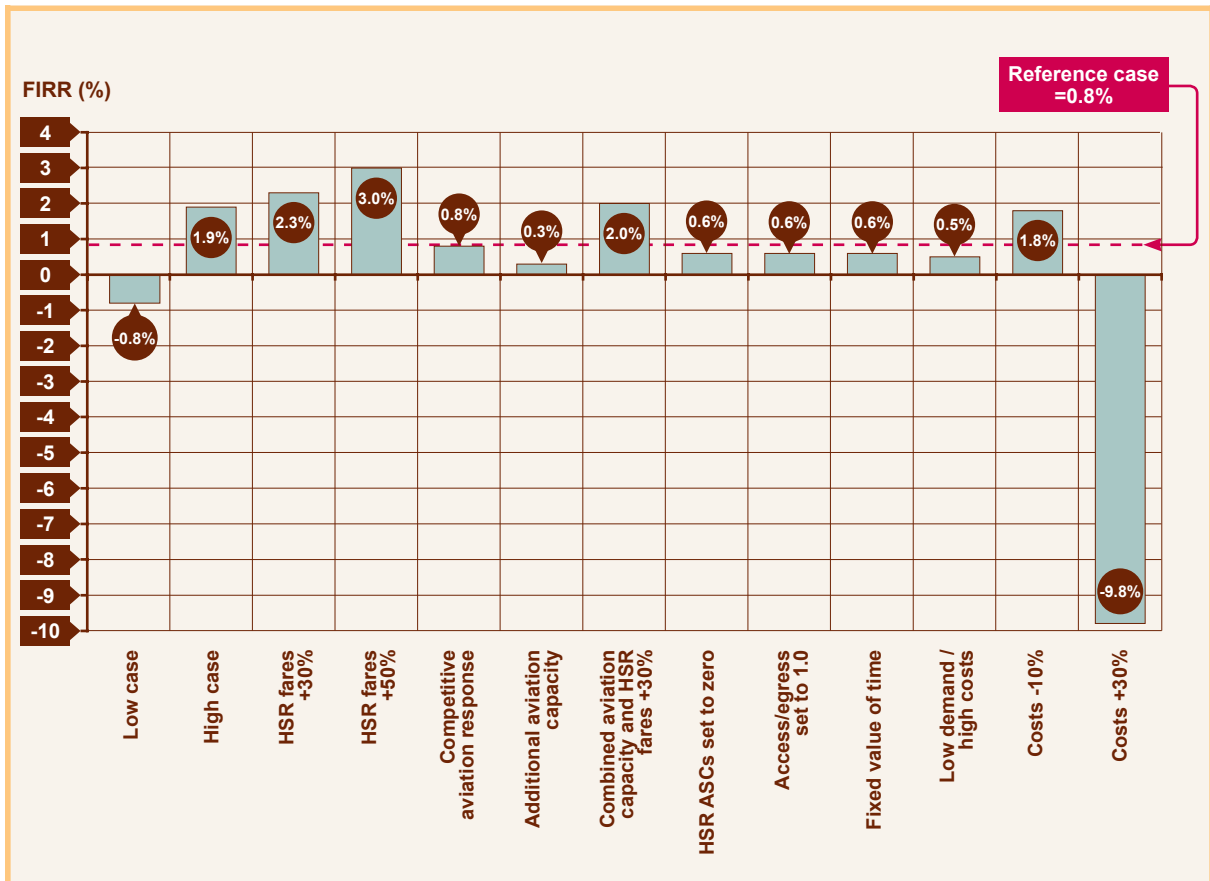 Reference case
=0.8%
FIRR (%)
4
3
2
1
0
-1
-2
-3
-4
-5
-6
-7
-8
-9
-10
-0.8%
1.9%
2.3%
3.0%
0.8%
0.3%
2.0%
0.6%
0.6%
0.6%
0.5%
1.8%
-9.8%
Low case
High case
HSR fares
+30%
HSR fares
+50%
Competitive
aviation response
Additional aviation
capacity
Combined aviation
capacity and HSR
fares +30%
HSR ASCs set to zero
Access/egress
set to 1.0
Fixed value of time
Low demand /
high costs
Costs -10%
Costs +30%